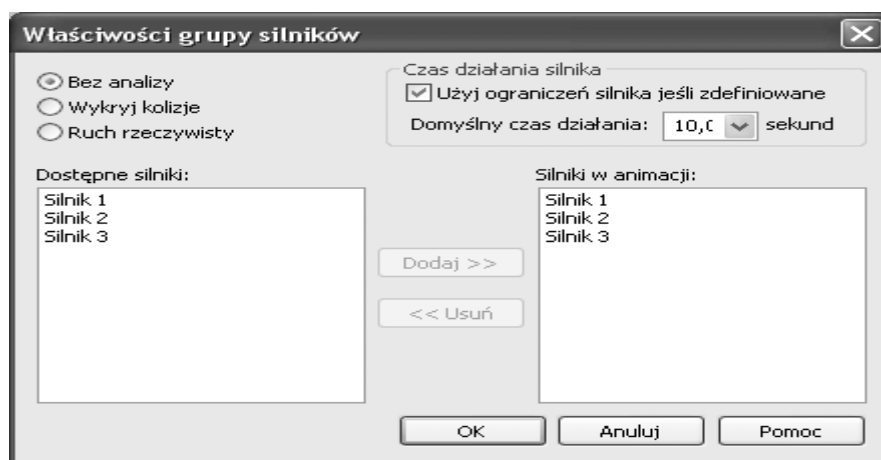 Właściwości grupy silników
Bez analizy
Wykryj kolizje
Ruch rzeczywisty
Czas działania silnika
Użyj ograniczeń silnika jeśli zdefiniowane
Domyślny czas działania: 10,0 sekund
Dostępne silniki:
Silnik 1
Silnik 2
Silnik 3
Dodaj >>
<< Usuń
Silniki w animacji:
Silnik 1
Silnik 2
Silnik 3
OK Anuluj Pomoc